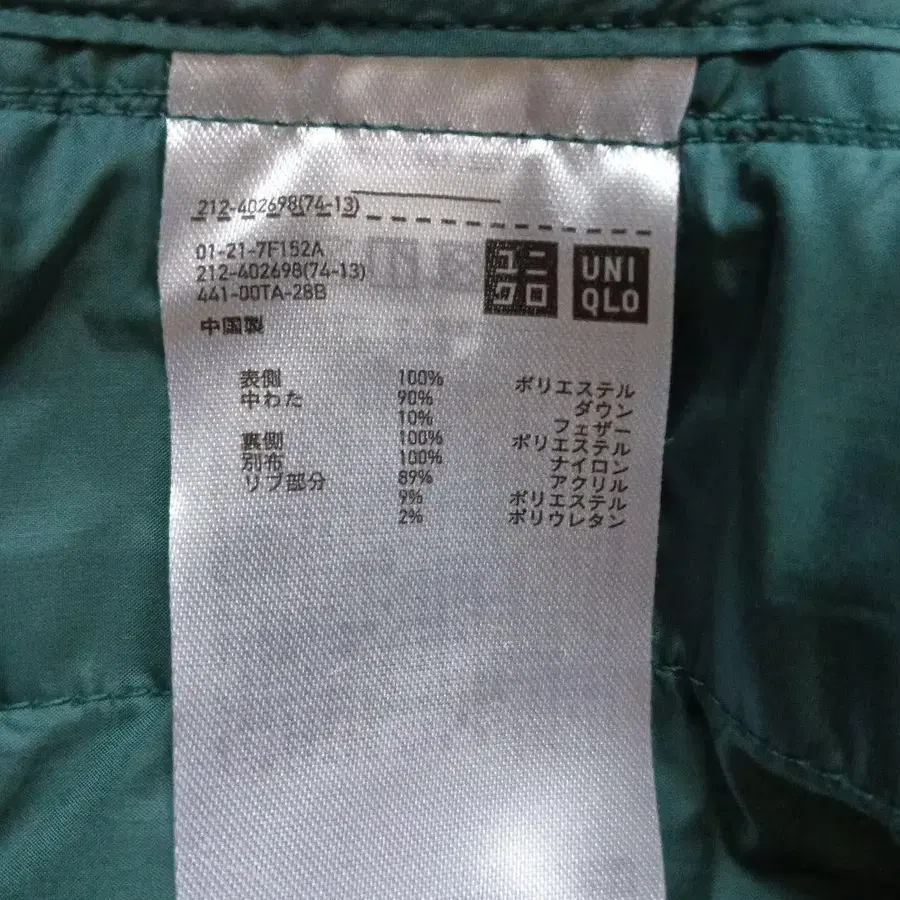 212-402698(74-13)
01-21-7F152A
212-402698(74-13)
441-00TA-28B
ユニ
クロ
UNI
QLO
中国製
表側 100% ポリエステル
中わた 90% ダウン
10% フェザー
裏側 100% ポリエステル
別布 100% ナイロン
リブ部分 89% アクリル
9% ポリエステル
2% ポリウレタン